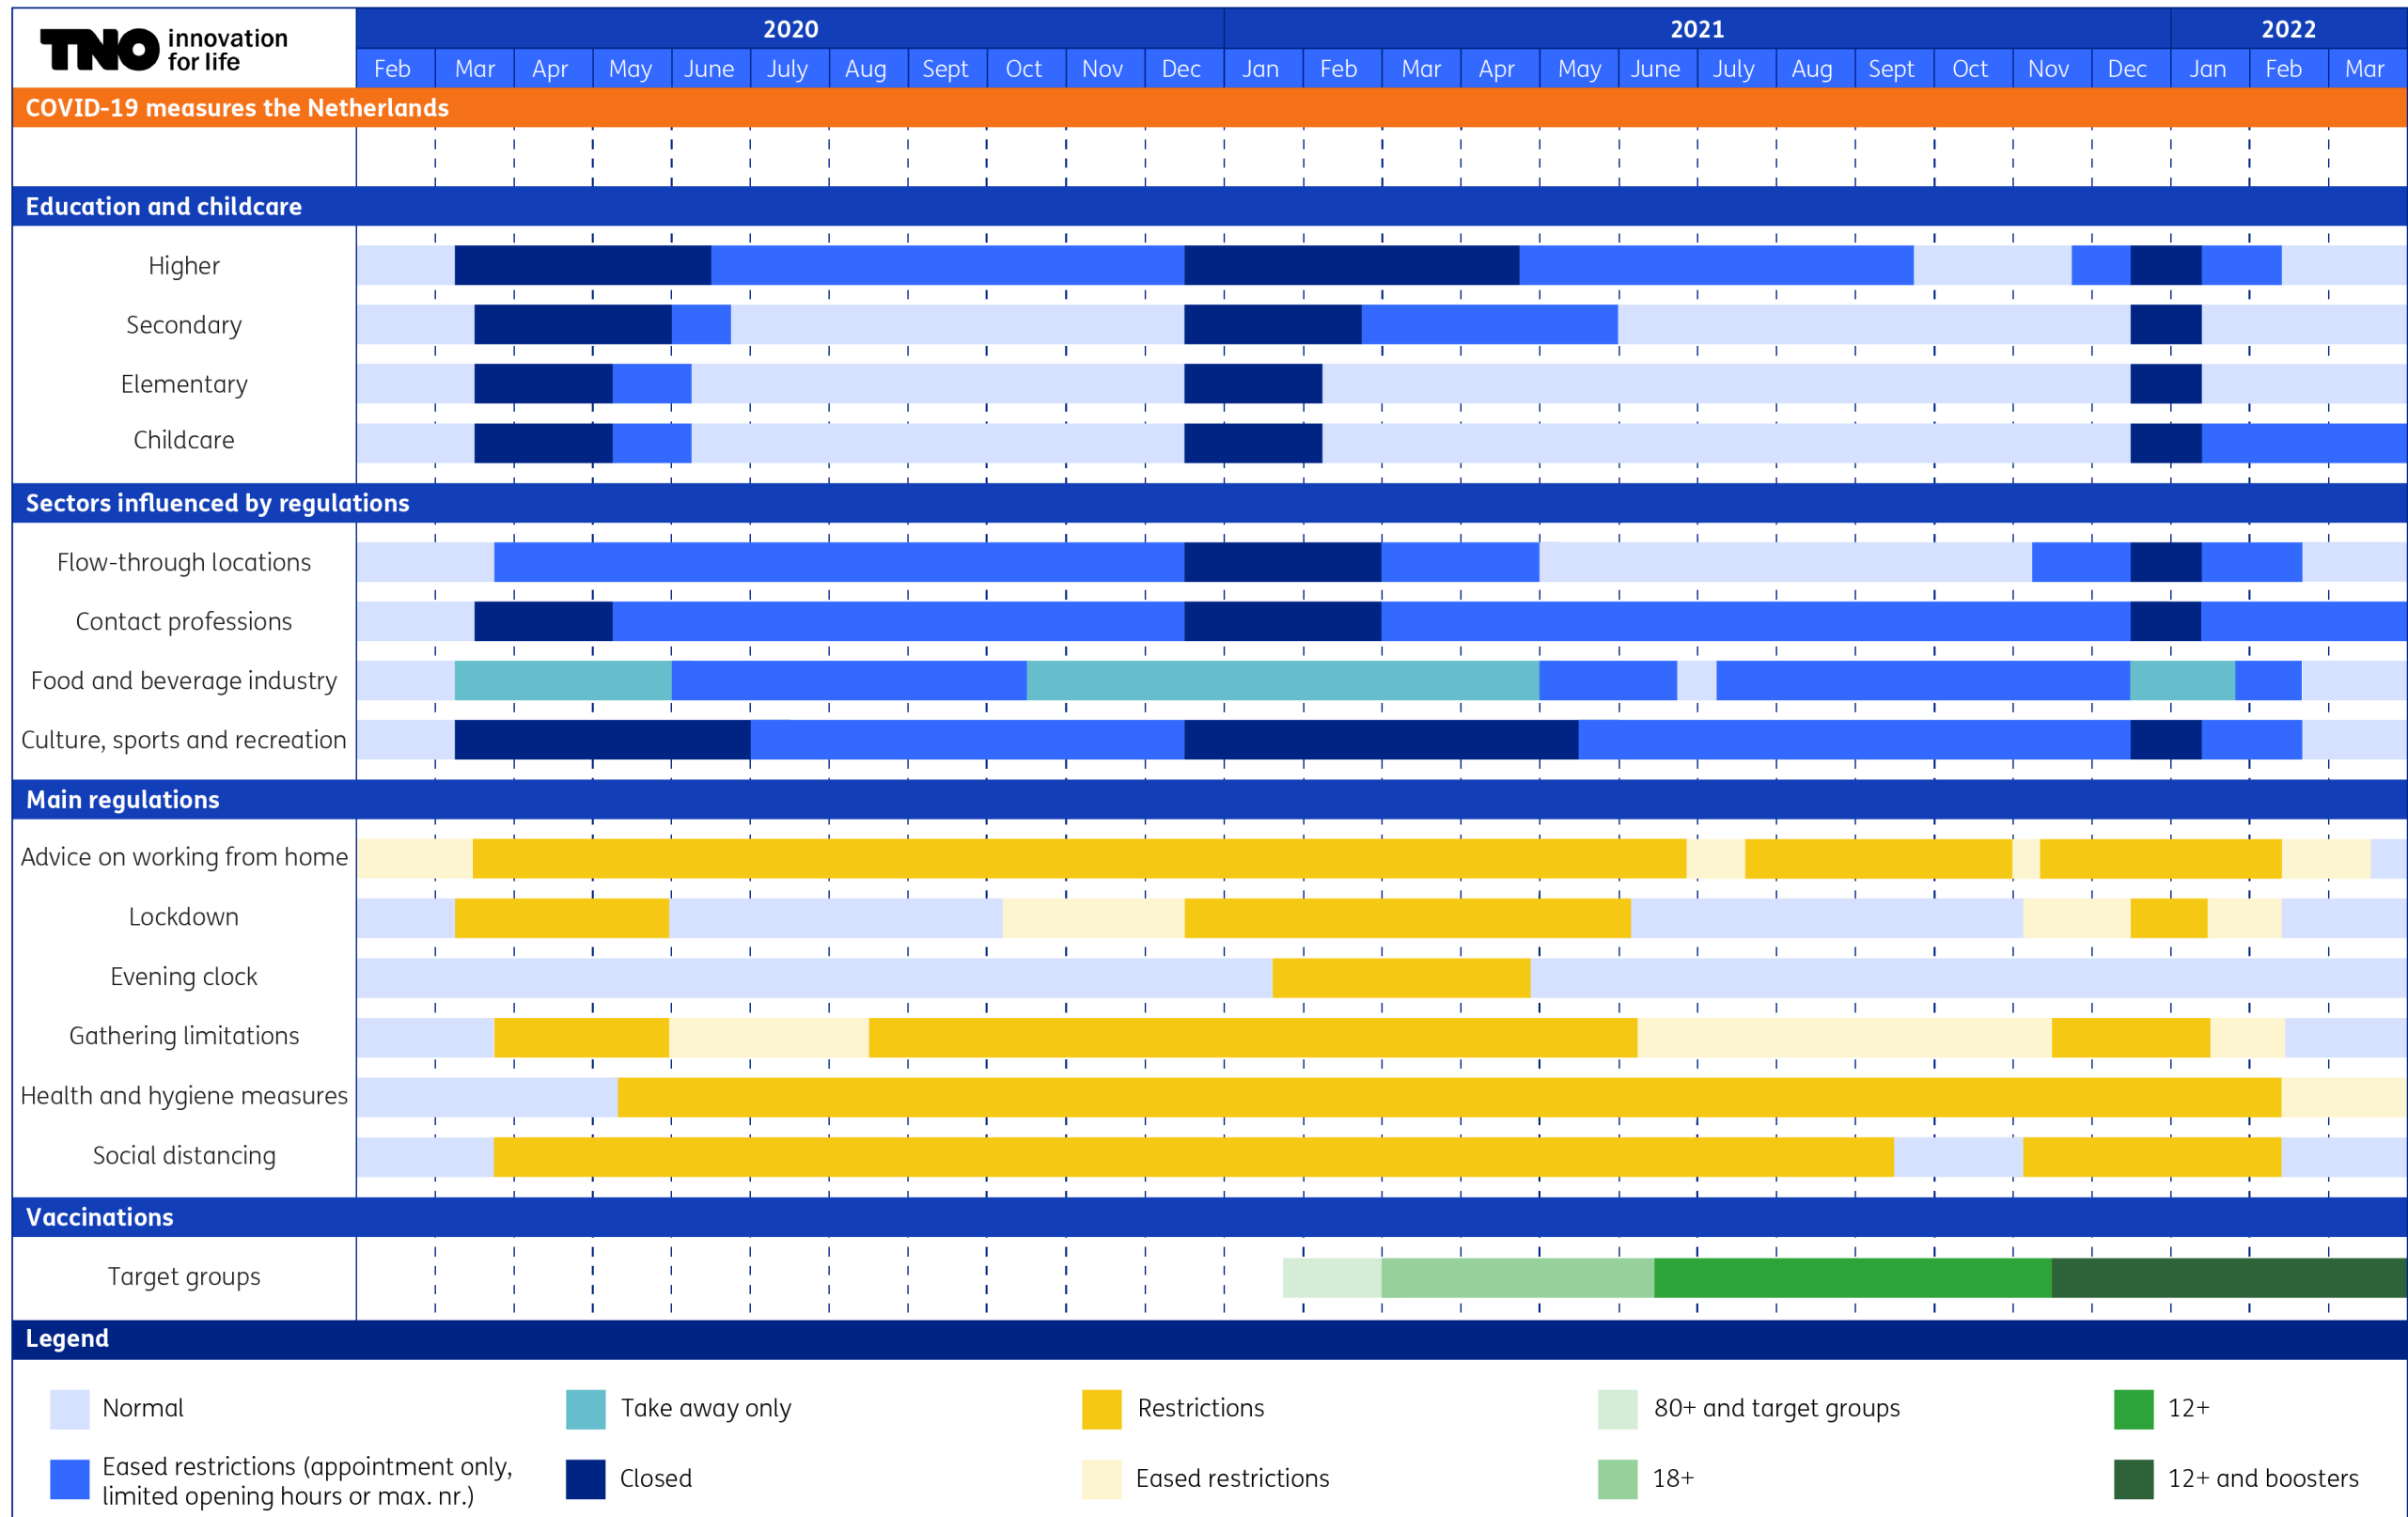 TNO innovation
for life
2020 2021 2022
Feb Mar Apr May June July Aug Sept Oct Nov Dec Jan Feb Mar Apr May June July Aug Sept Oct Nov Dec Jan Feb Mar
COVID-19 measures the Netherlands
Education and childcare
Higher
Secondary
Elementary
Childcare
Sectors influenced by regulations
Flow-through locations
Contact professions
Food and beverage industry
Culture, sports and recreation
Main regulations
Advice on working from home
Lockdown
Evening clock
Gathering limitations
Health and hygiene measures
Social distancing
Vaccinations
Target groups
Legend
Normal Take away only Restrictions 80+ and target groups 12+
Eased restrictions (appointment only,
limited opening hours or max. nr.)
Closed Eased restrictions 18+ 12+ and boosters